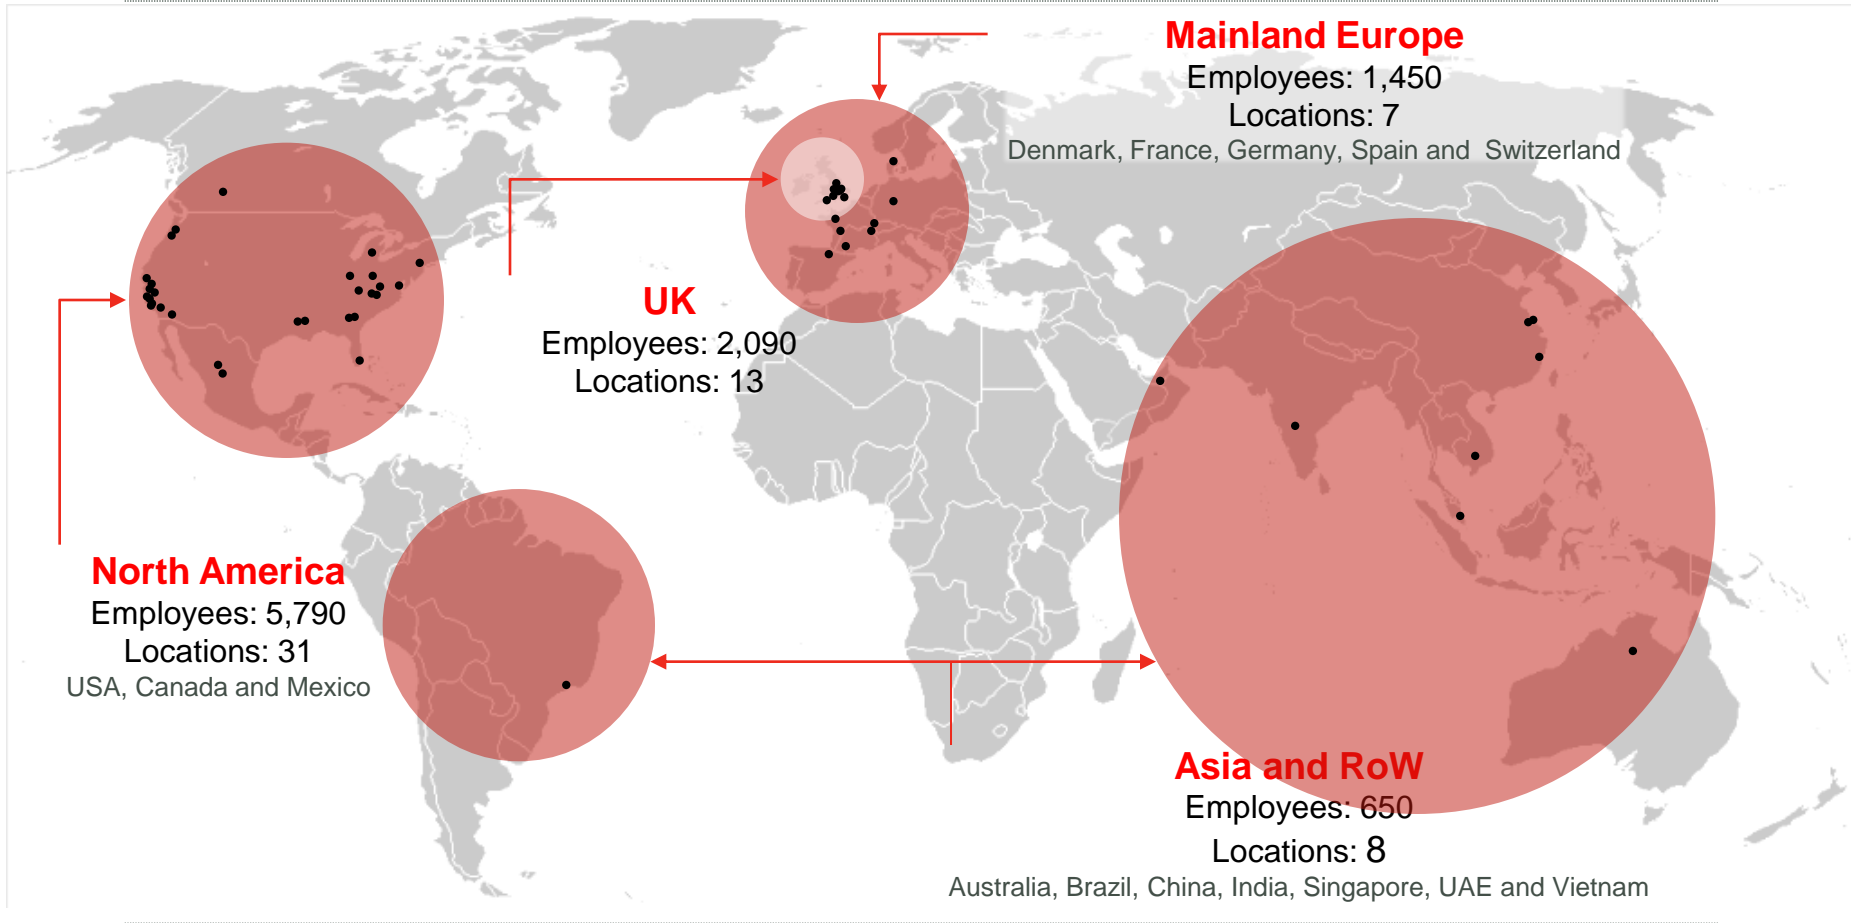 Mainland Europe
Employees: 1,450
Locations: 7
Denmark, France, Germany, Spain and  Switzerland
UK
Employees: 2,090
Locations: 13
North America
Employees: 5,790
Locations: 31
USA, Canada and Mexico
Asia and RoW
Employees: 650
Locations: 8
Australia, Brazil, China, India, Singapore, UAE and Vietnam